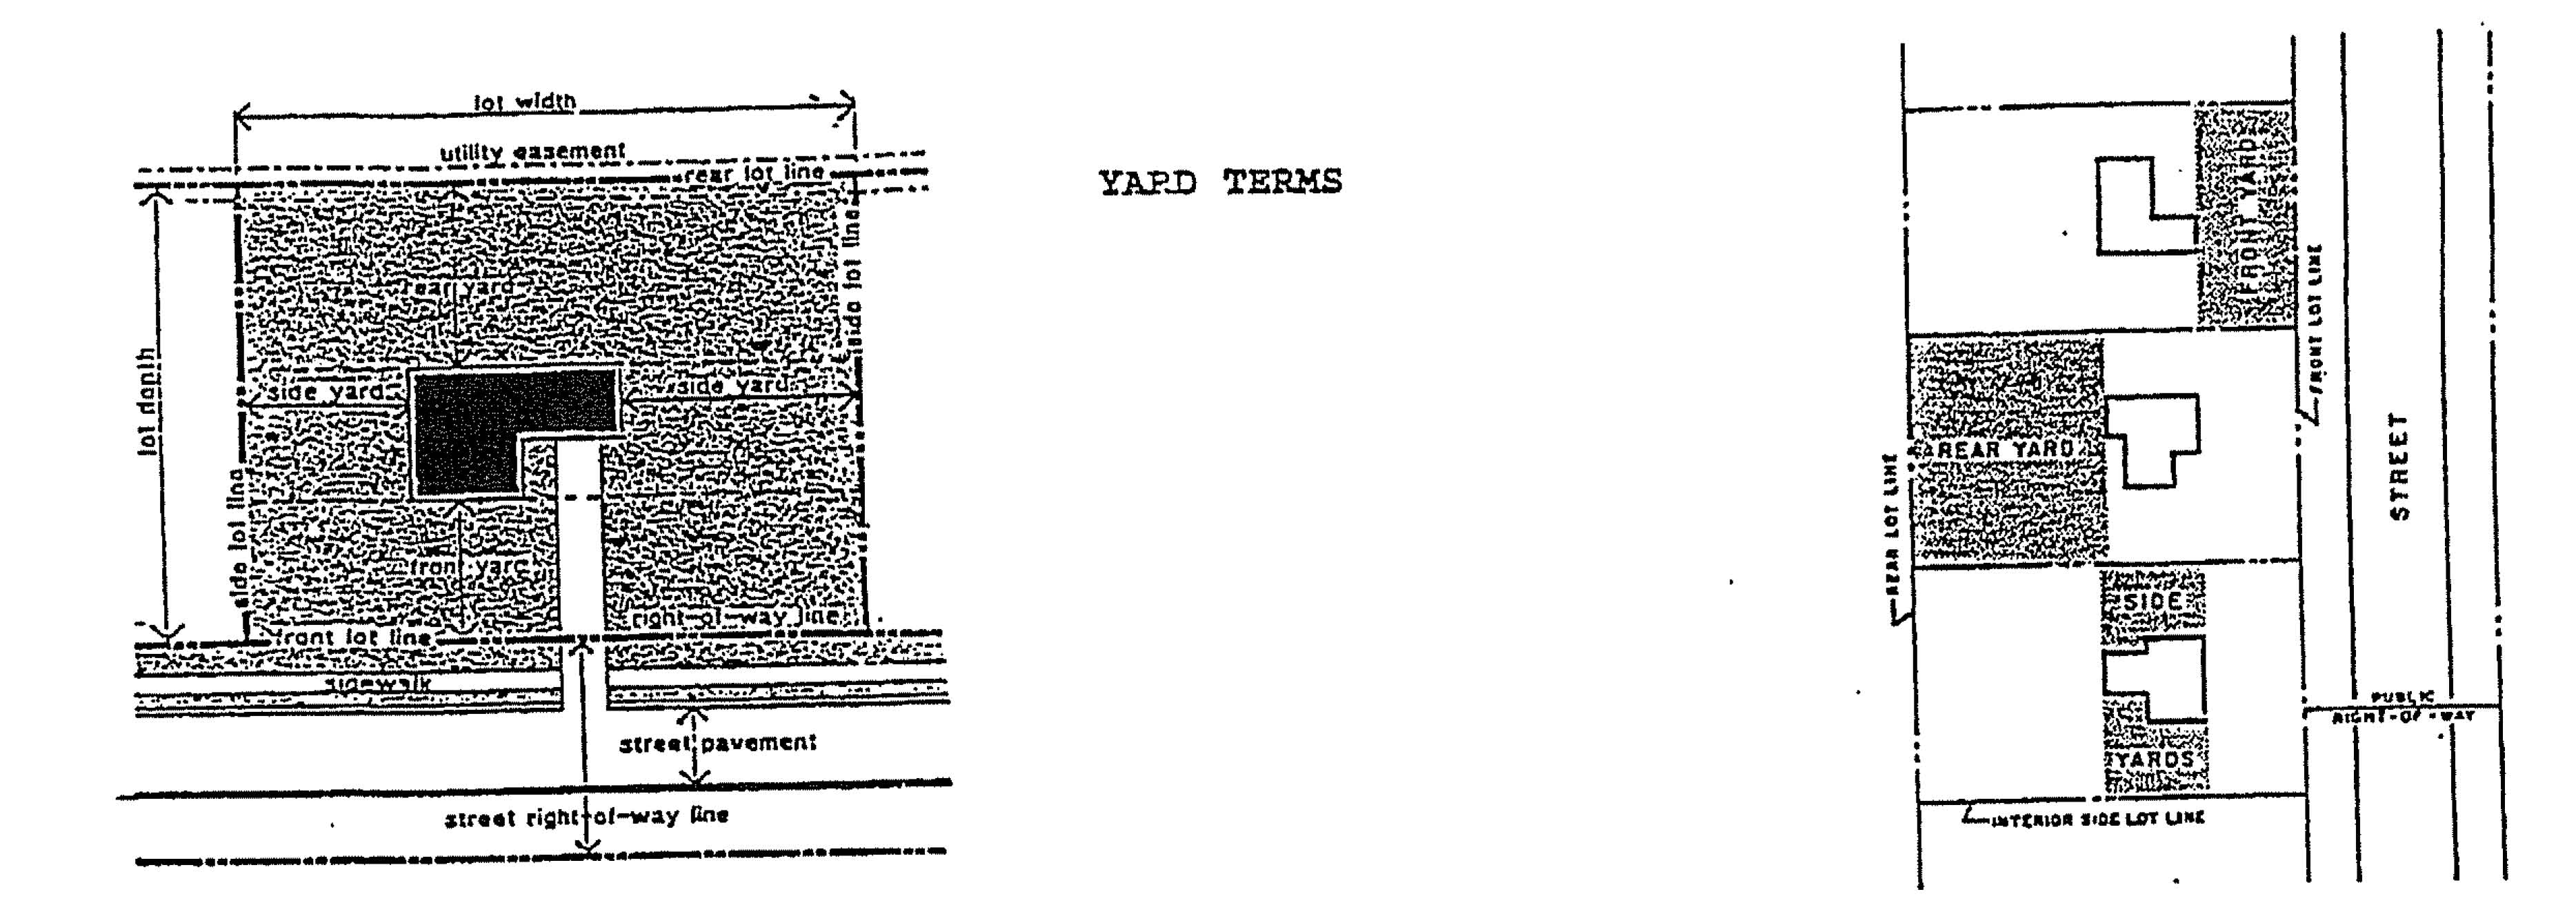 lot width
utility easement
rear lot line
YARD TERMS
side lot line
rear yard
lot depth
side yard
side yard
side lot line
front yard
right-of-way line
front lot line
sidewalk
street pavement
street right-of-way line
FRONT YARD
FRONT LOT LINE
REAR YARD
REAR LOT LINE
STREET
SIDE
YARDS
PUBLIC
RIGHT-OF-WAY
INTERIOR SIDE LOT LINE